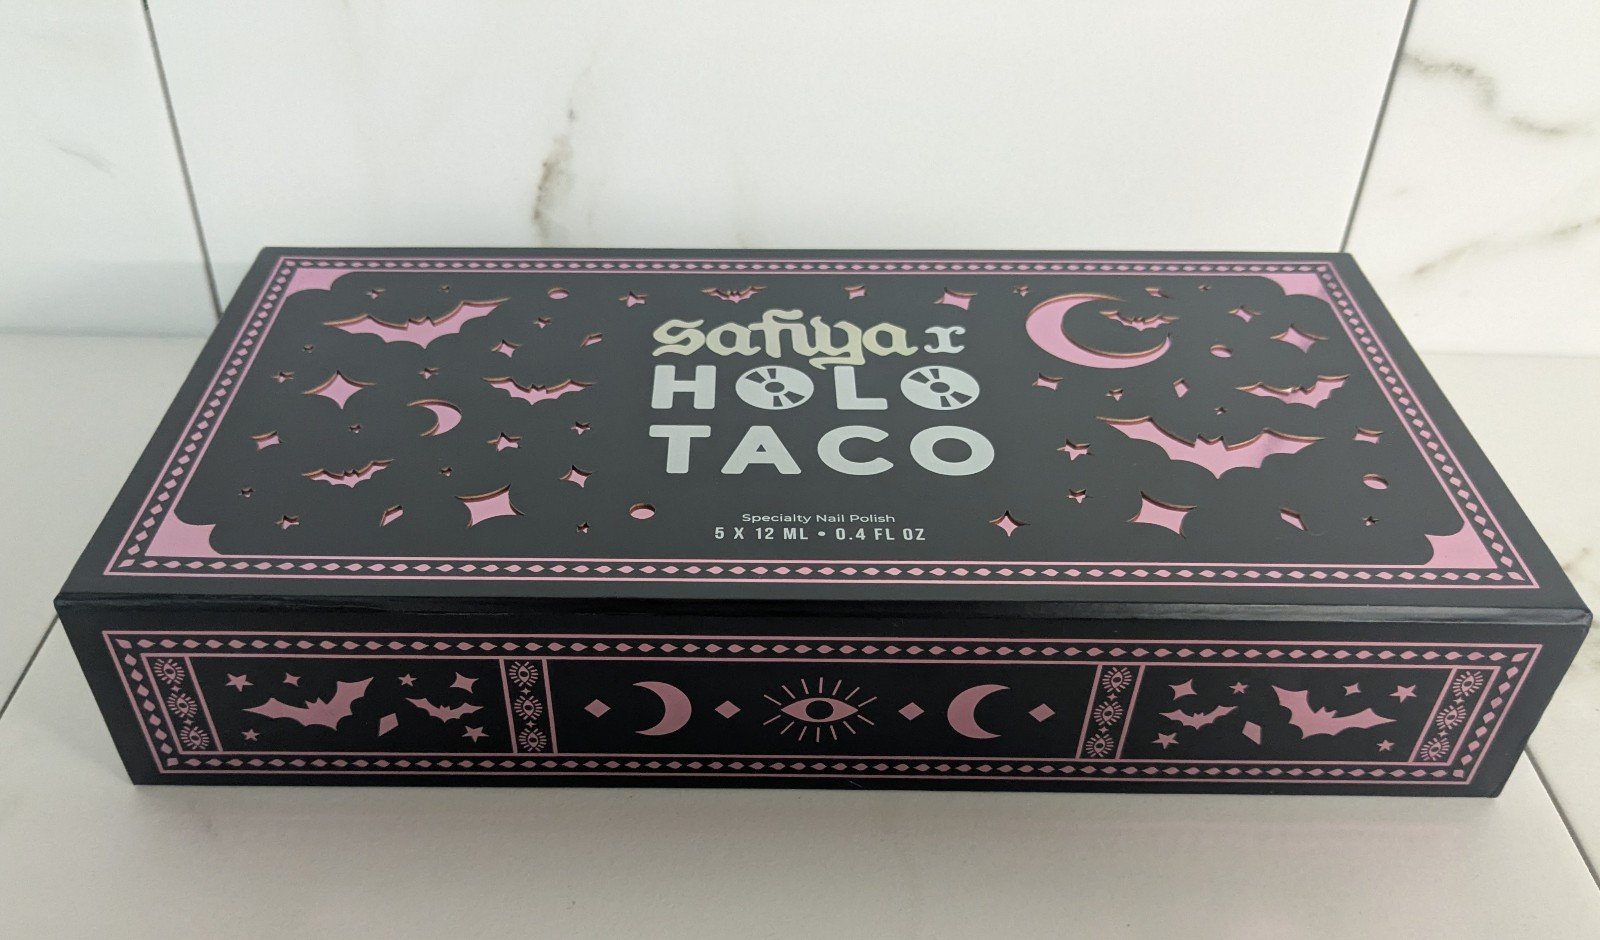 safiya x
HOLO
TACO
Specialty Nail Polish
5 X 12 ML • 0.4 FL OZ